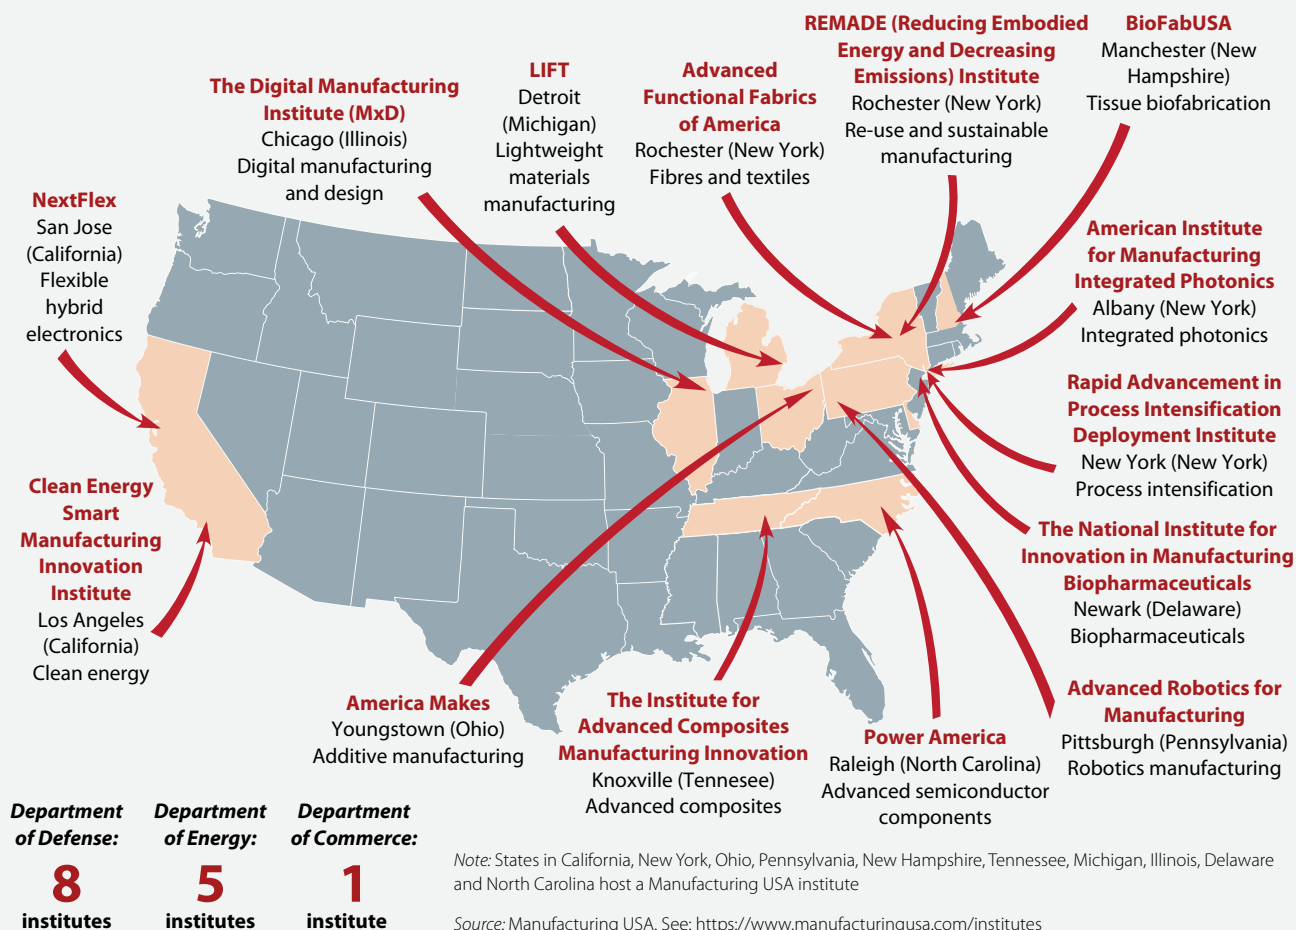 REMADE (Reducing Embodied
Energy and Decreasing
Emissions) Institute
Rochester (New York)
Re-use and sustainable
manufacturing
BioFabUSA
Manchester (New
Hampshire)
Tissue biofabrication
LIFT
Detroit
(Michigan)
Lightweight
materials
manufacturing
Advanced
Functional Fabrics
of America
Rochester (New York)
Fibres and textiles
The Digital Manufacturing
Institute (MxD)
Chicago (Illinois)
Digital manufacturing
and design
NextFlex
San Jose
(California)
Flexible
hybrid
electronics
American Institute
for Manufacturing
Integrated Photonics
Albany (New York)
Integrated photonics
Rapid Advancement in
Process Intensification
Deployment Institute
New York (New York)
Process intensification
Clean Energy
Smart
Manufacturing
Innovation
Institute
Los Angeles
(California)
Clean energy
The National Institute for
Innovation in Manufacturing
Biopharmaceuticals
Newark (Delaware)
Biopharmaceuticals
America Makes
Youngstown (Ohio)
Additive manufacturing
The Institute for
Advanced Composites
Manufacturing Innovation
Knoxville (Tennesee)
Advanced composites
Power America
Raleigh (North Carolina)
Advanced semiconductor
components
Advanced Robotics for
Manufacturing
Pittsburgh (Pennsylvania)
Robotics manufacturing
Department
of Defense:
8
institutes
Department
of Energy:
5
institutes
Department
of Commerce:
1
institute
Note: States in California, New York, Ohio, Pennsylvania, New Hampshire, Tennessee, Michigan, Illinois, Delaware
and North Carolina host a Manufacturing USA institute
Source: Manufacturing USA. See: https://www.manufacturingusa.com/institutes